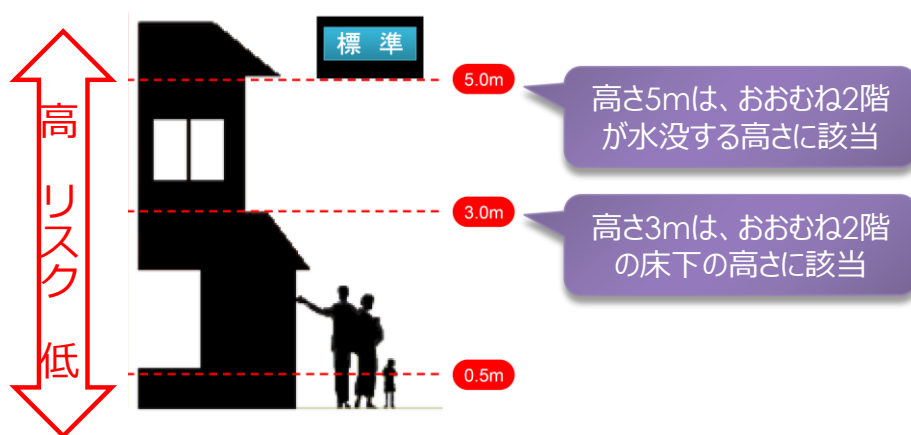 標 準
5.0m
高さ5mは、おおむね2階
が水没する高さに該当
高 リスク 低
3.0m
高さ3mは、おおむね2階
の床下の高さに該当
0.5m